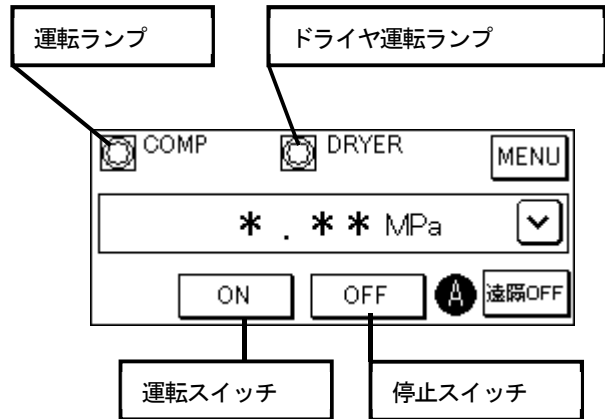 運転ランプ
ドライヤ運転ランプ
COMP
DRYER
MENU
*.** MPa
ON
OFF
A
遠隔OFF
運転スイッチ
停止スイッチ